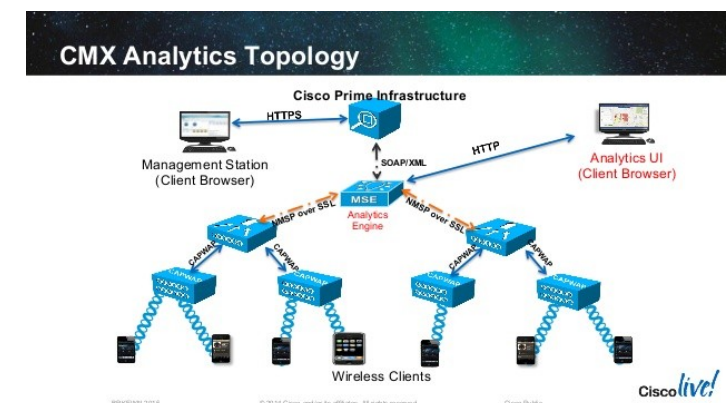 CMX Analytics Topology
Cisco Prime Infrastructure
HTTPS
HTTP
SOAP/XML
Management Station
(Client Browser)
Analytics UI
(Client Browser)
MSE
Analytics
Engine
NMSP over SSL
NMSP over SSL
CAPWAP
CAPWAP
CAPWAP
CAPWAP
CAPWAP
CAPWAP
CAPWAP
CAPWAP
Wireless Clients
Cisco live!